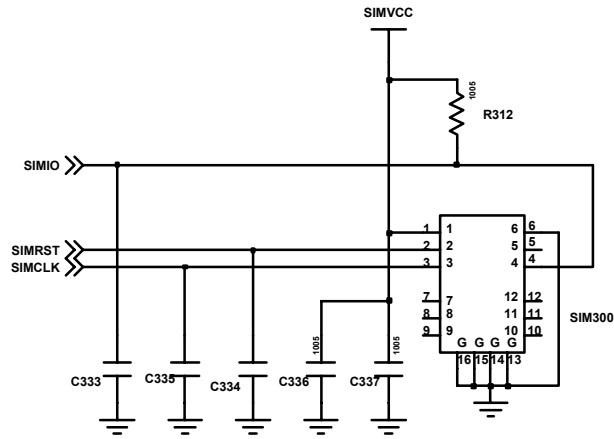 SIMVCC
1005
R312
SIMIO
1 1 6 6
SIMRST 2 2 5 5
SIMCLK 3 3 4 4
7 7 12 12
8 8 11 11
9 9 10 10
SIM300
G G G G
16 15 14 13
1005 1005
C333 C335 C334 C336 C337